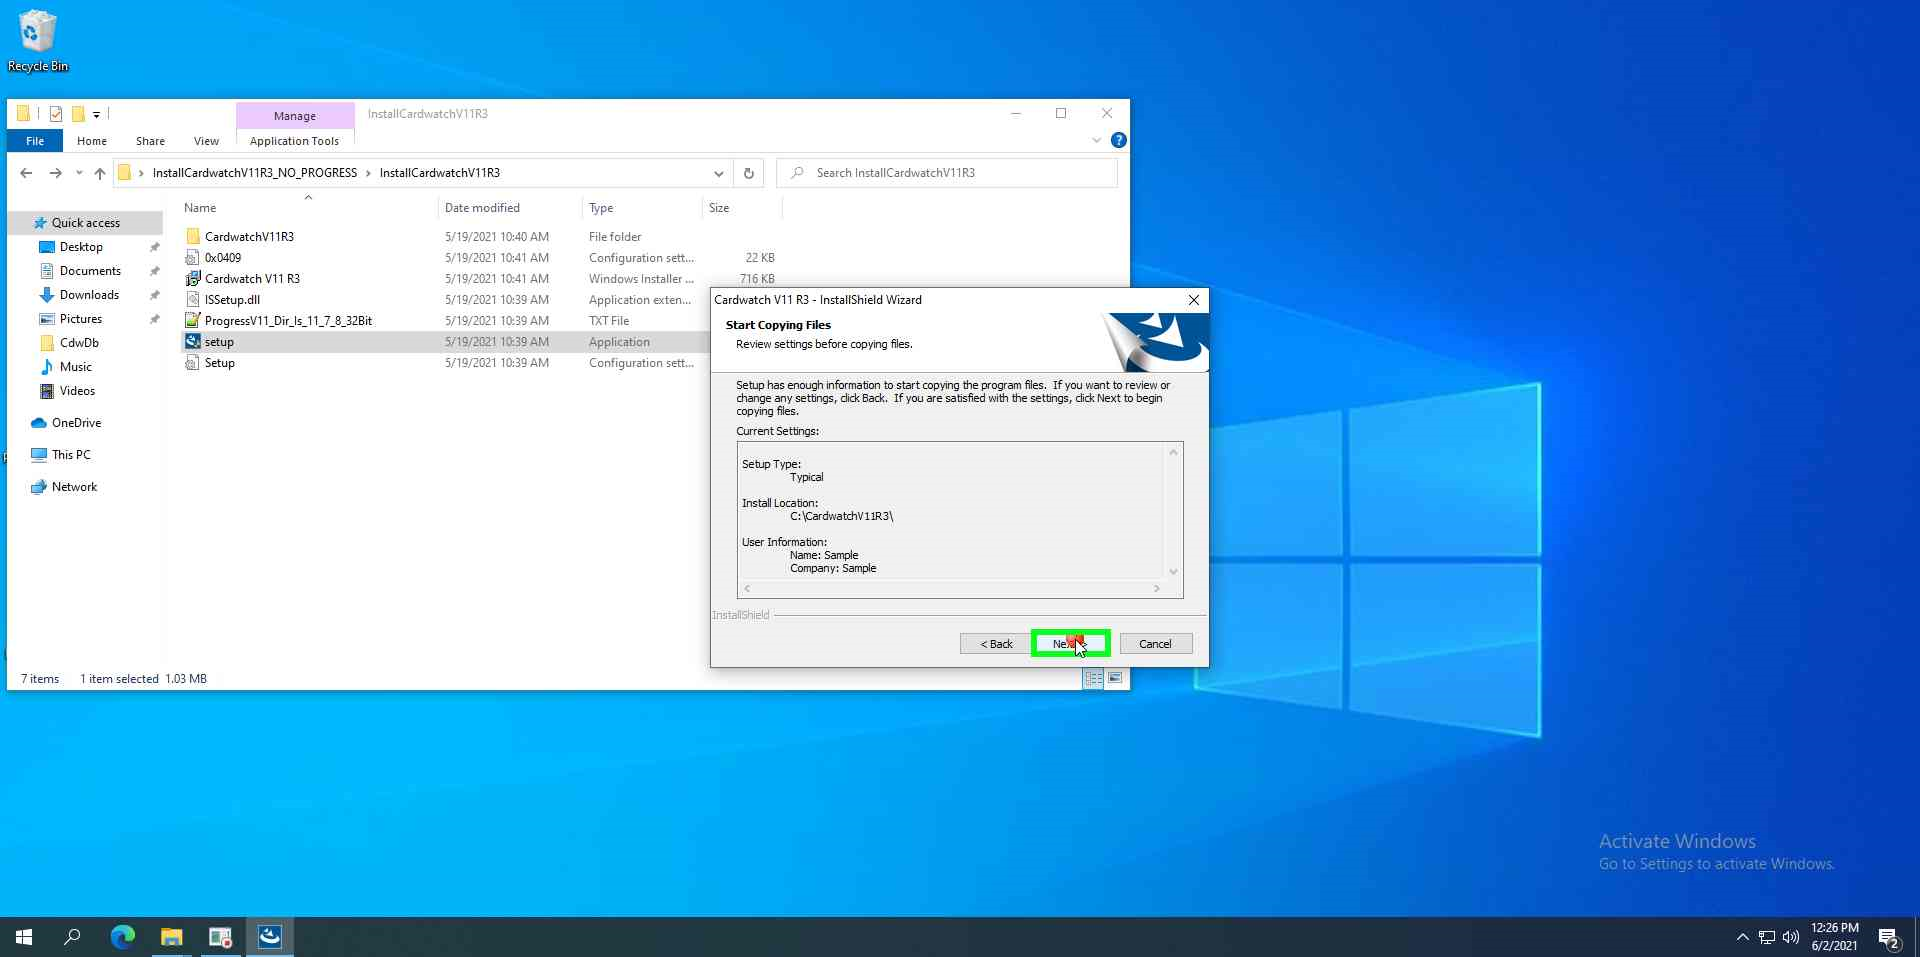 Recycle Bin
Manage
InstallCardwatchV11R3
File
Home
Share
View
Application Tools
InstallCardwatchV11R3_NO_PROGRESS
InstallCardwatchV11R3
Search InstallCardwatchV11R3
Name
Date modified
Type
Size
Quick access
Desktop
Documents
Downloads
Pictures
CdwDb
Music
Videos
OneDrive
This PC
Network
CardwatchV11R3 5/19/2021 10:40 AM File folder
0x0409 5/19/2021 10:41 AM Configuration sett... 22 KB
Cardwatch V11 R3 5/19/2021 10:41 AM Windows Installer ... 716 KB
ISSetup.dll 5/19/2021 10:39 AM Application exten...
ProgressV11_Dir_Is_11_7_8_32Bit 5/19/2021 10:39 AM TXT File
setup 5/19/2021 10:39 AM Application
Setup 5/19/2021 10:39 AM Configuration sett...
7 items 1 item selected 1.03 MB
Cardwatch V11 R3 - InstallShield Wizard
Start Copying Files
Review settings before copying files.
Setup has enough information to start copying the program files. If you want to review or
change any settings, click Back. If you are satisfied with the settings, click Next to begin
copying files.
Current Settings:
Setup Type:
Typical
Install Location:
C:\CardwatchV11R3\
User Information:
Name: Sample
Company: Sample
InstallShield
< Back
Cancel
Activate Windows
Go to Settings to activate Windows.
12:26 PM
6/2/2021
2